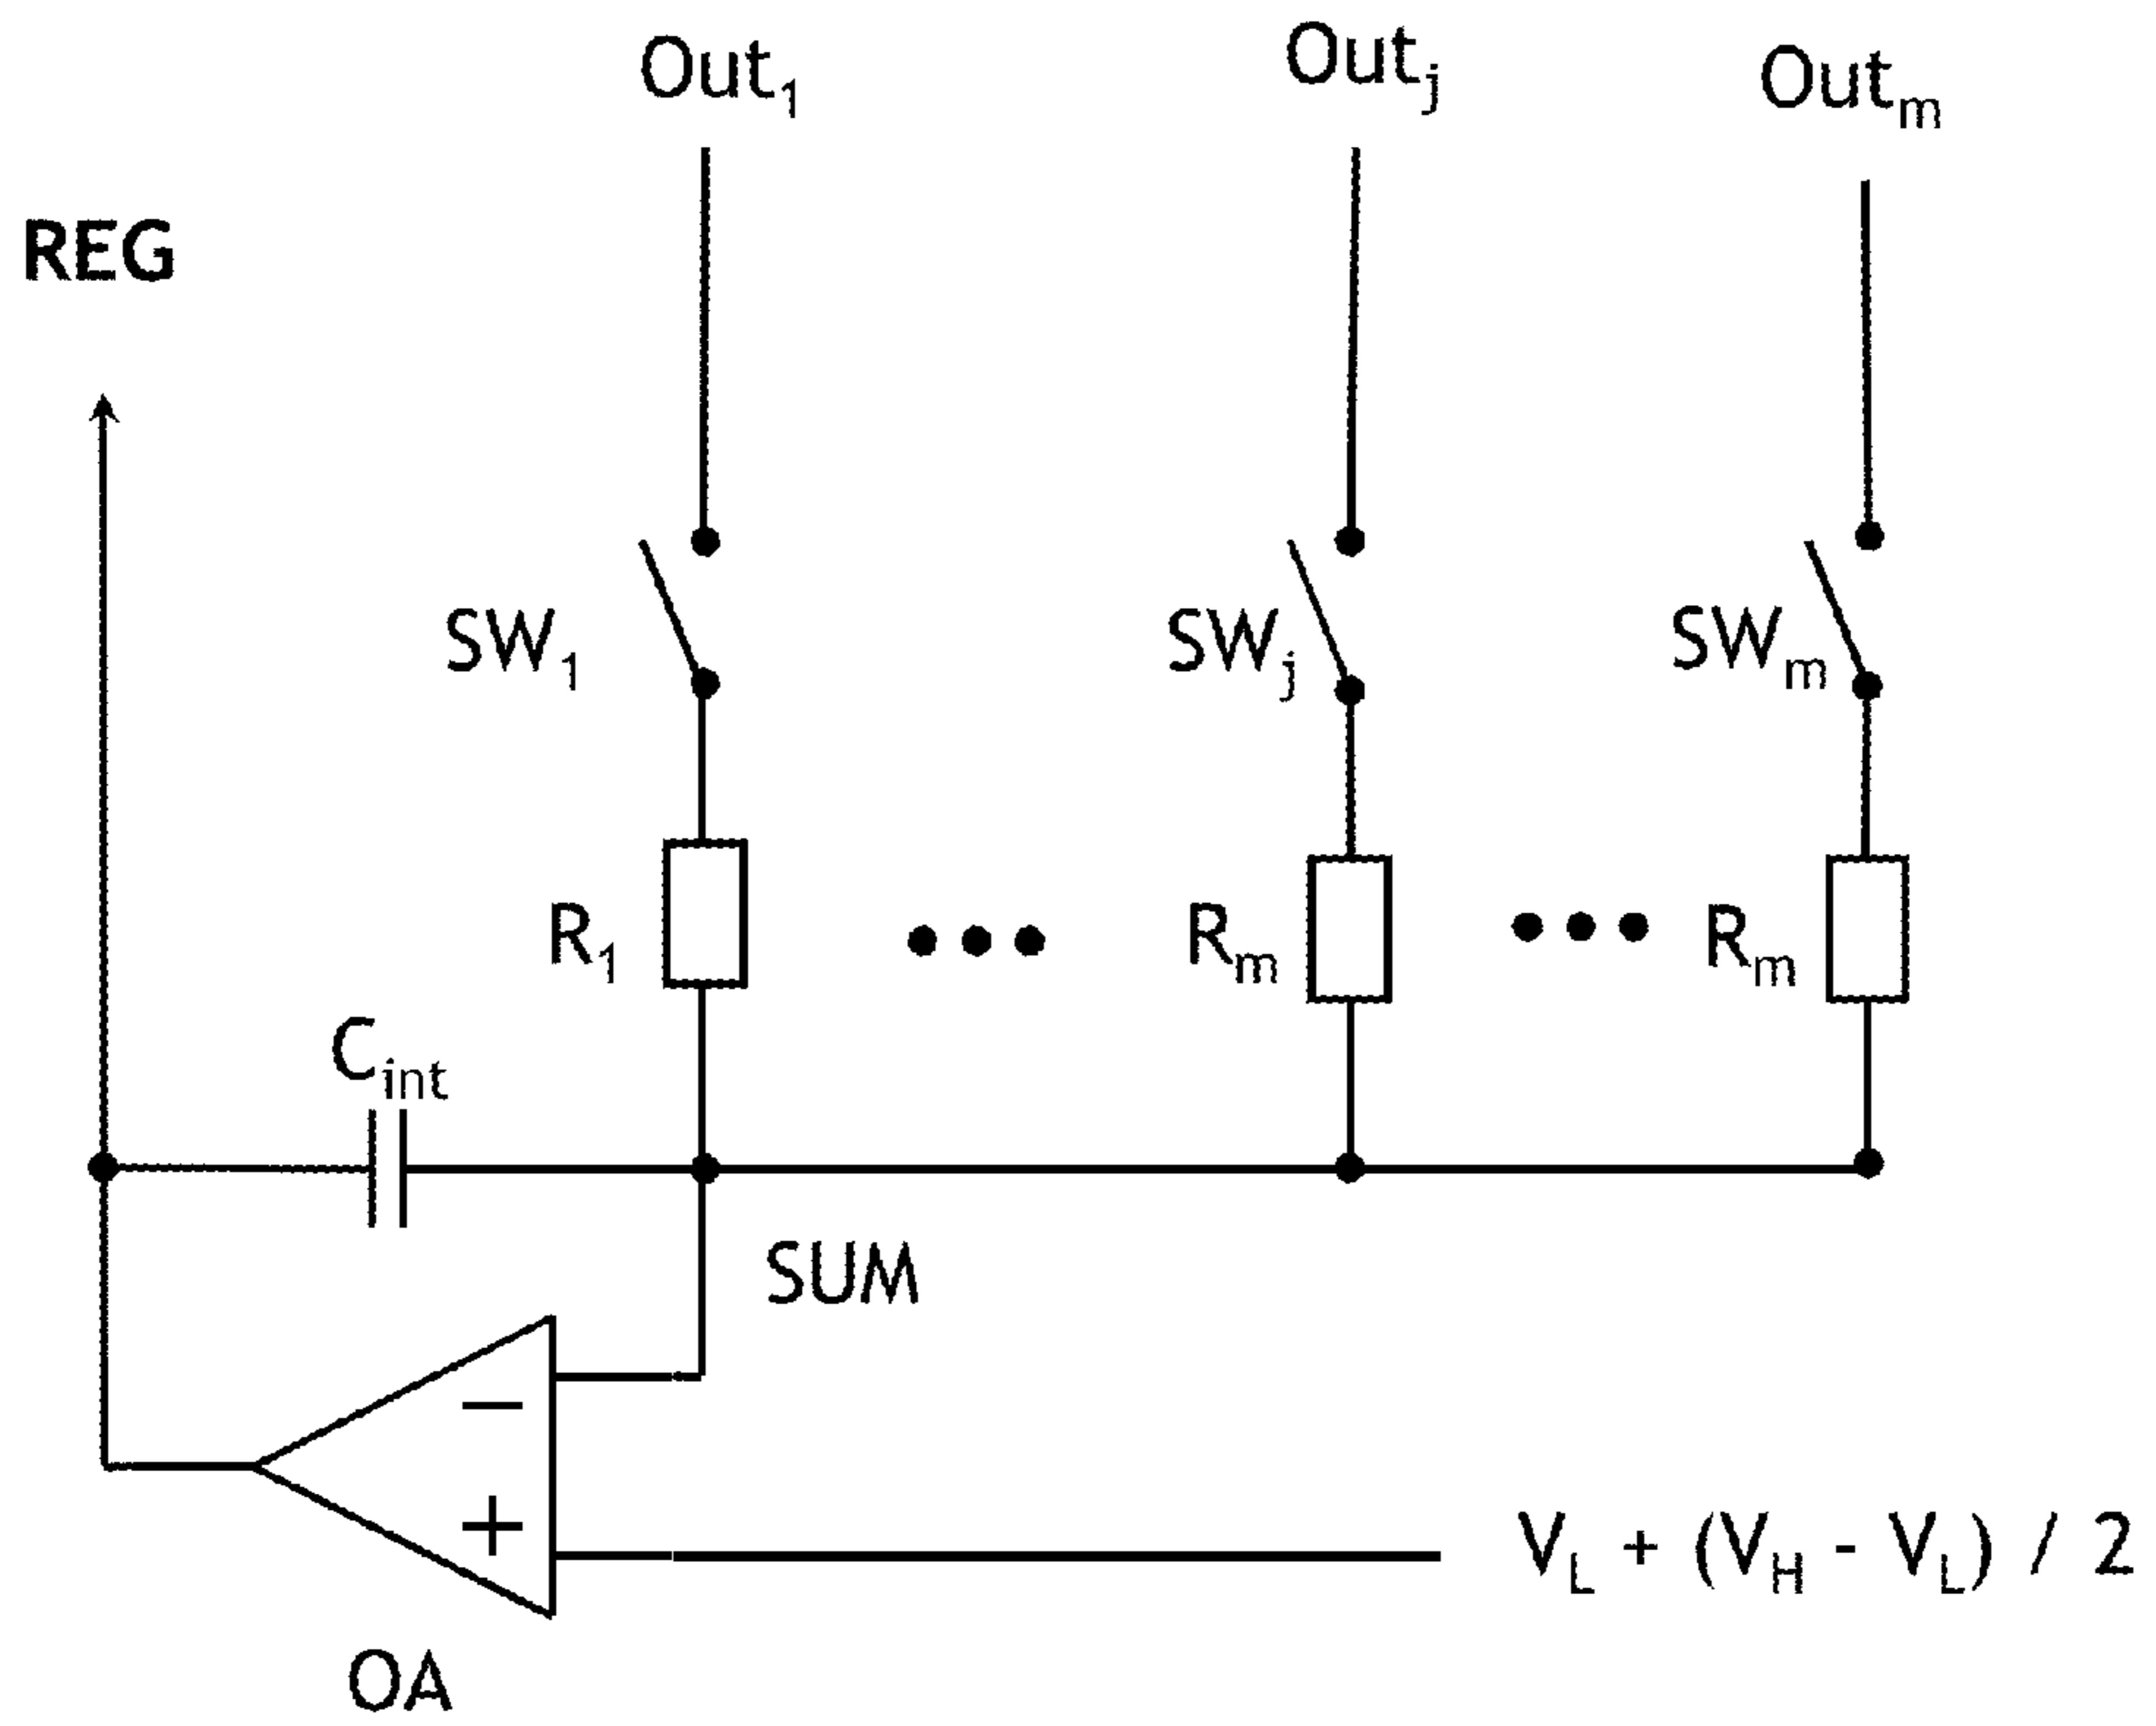 Out1
Outj
Outm
REG
SW1
SWj
SWm
R1
Rm
Rm
Cint
SUM
−
+
VL + (VH - VL) / 2
OA